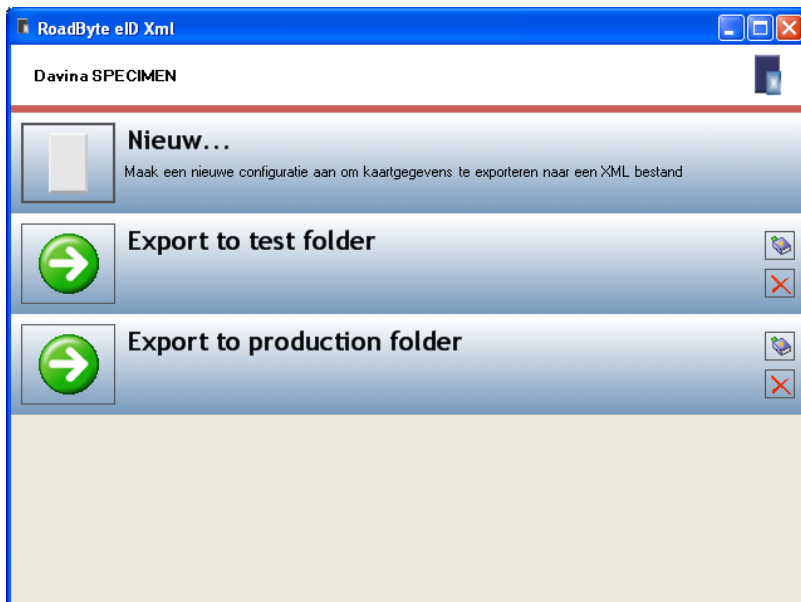 RoadByte eID Xml
Davina SPECIMEN
Nieuw...
Maak een nieuwe configuratie aan om kaartgegevens te exporteren naar een XML bestand
Export to test folder
Export to production folder